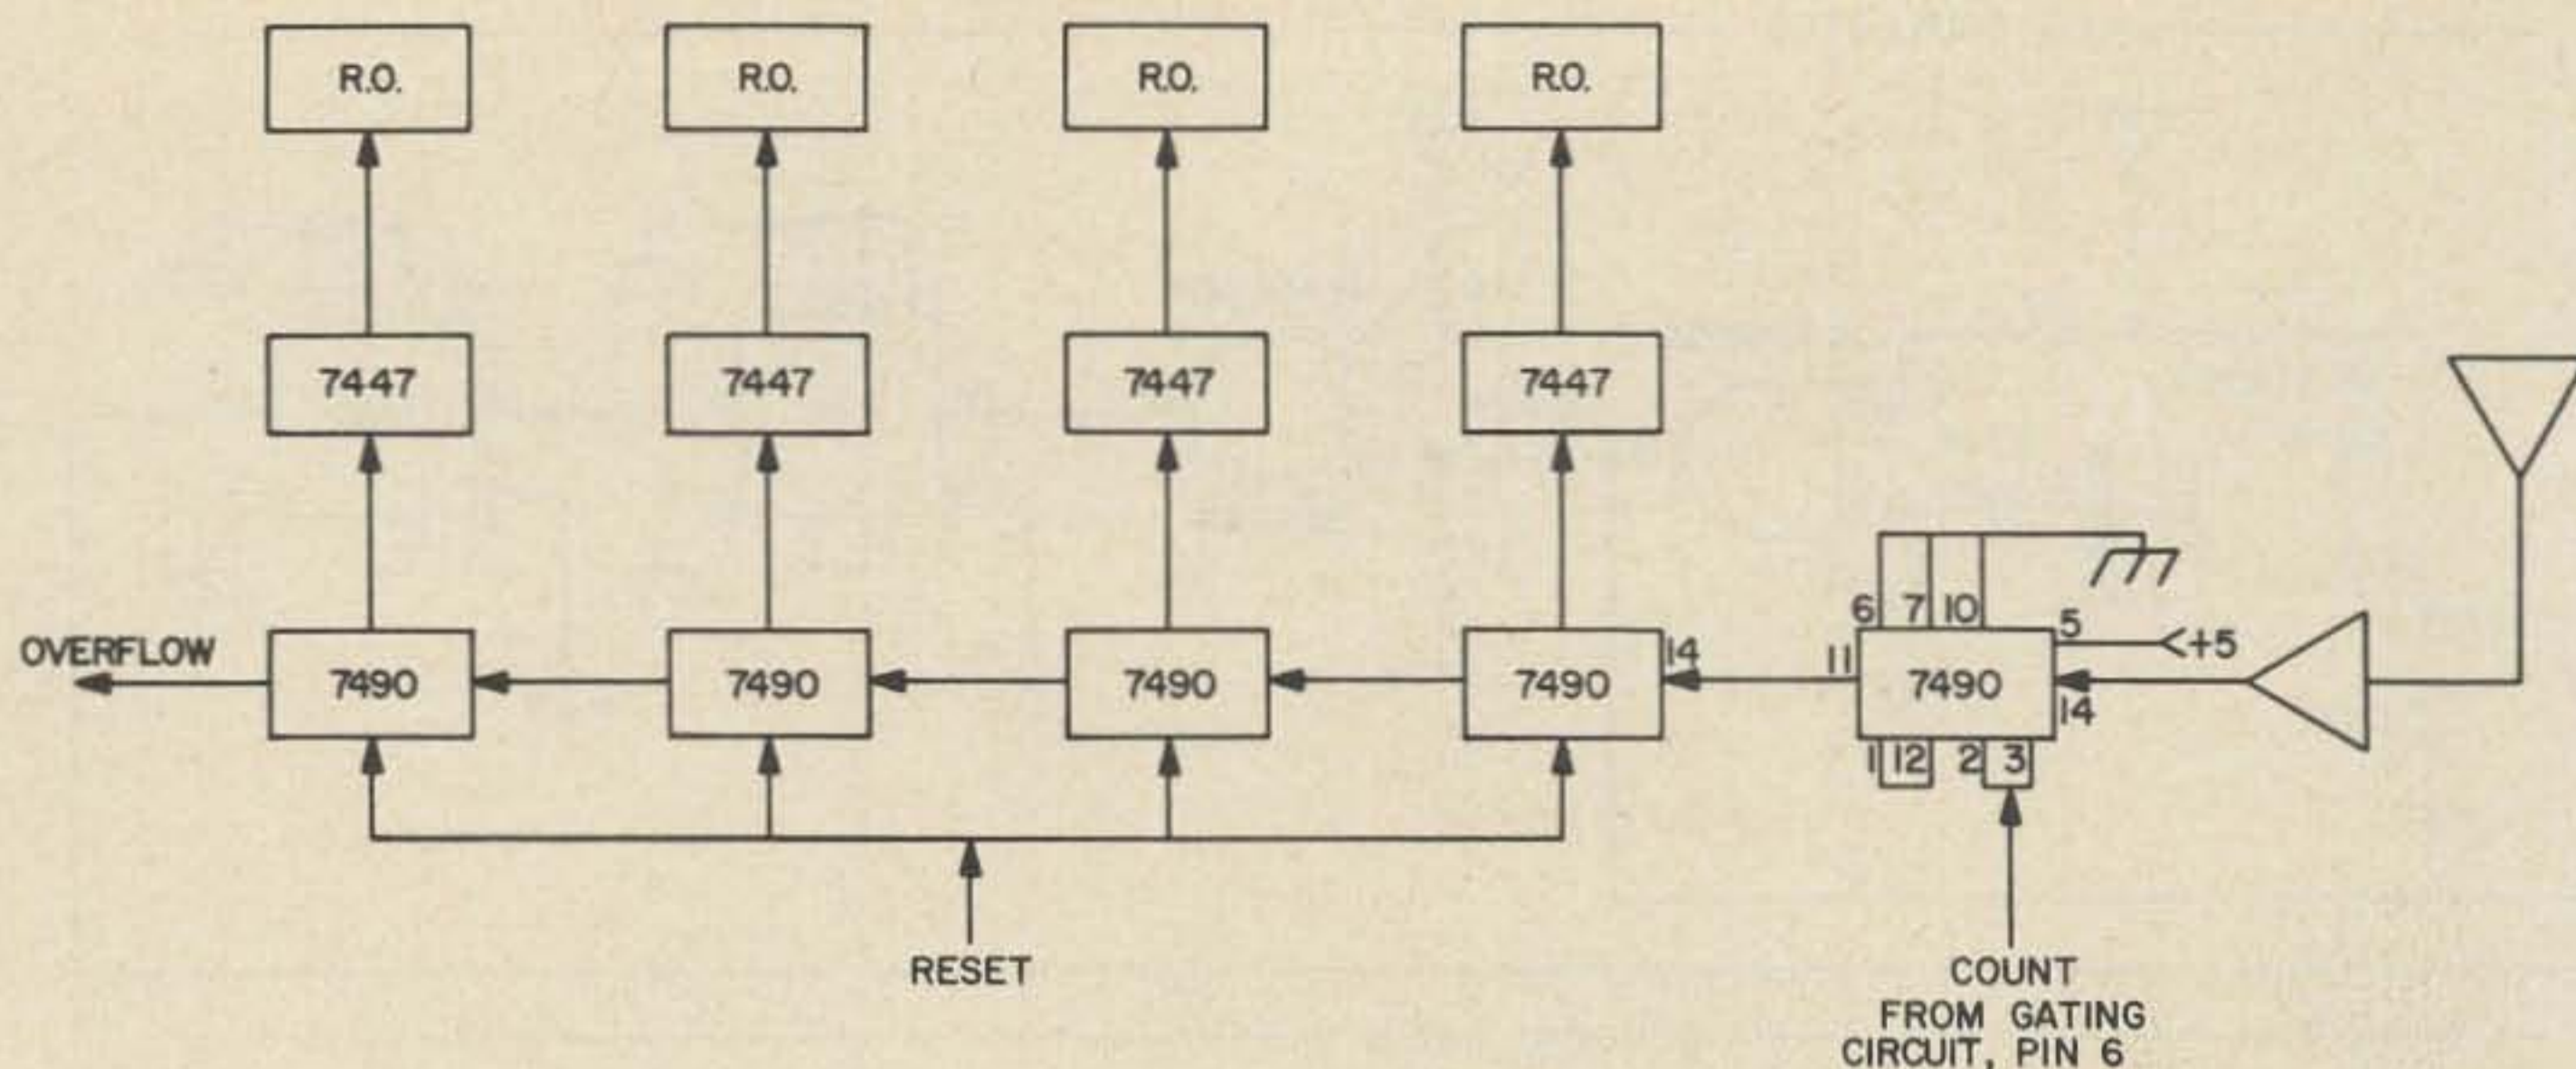 R.O. R.O. R.O. R.O.
7447 7447 7447 7447
6 7 10
5
+5
OVERFLOW
7490 7490 7490 7490
14
11
7490
14
1 12 2 3
RESET
COUNT
FROM GATING
CIRCUIT, PIN 6